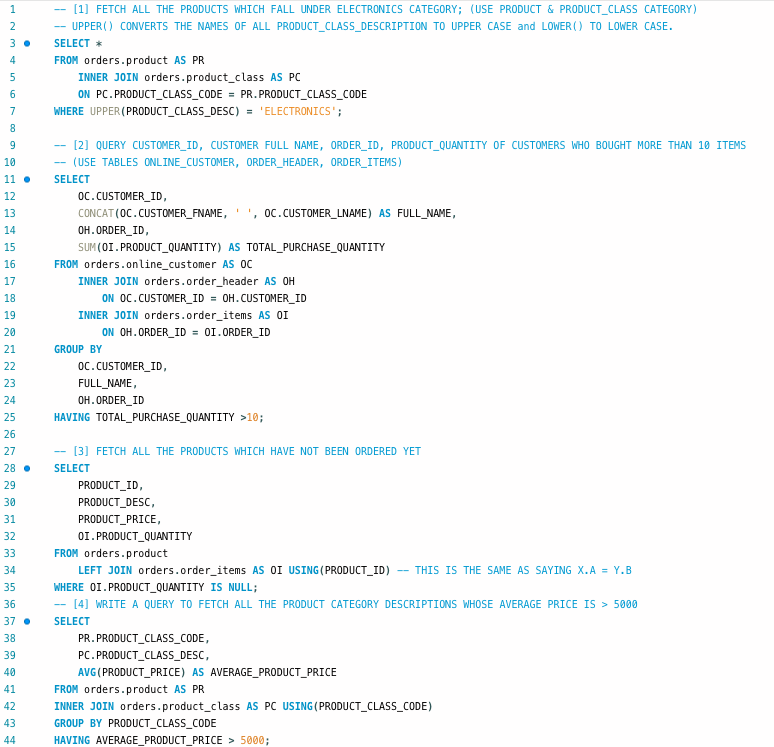 1 -- [1] FETCH ALL THE PRODUCTS WHICH FALL UNDER ELECTRONICS CATEGORY; (USE PRODUCT & PRODUCT_CLASS CATEGORY)
2 -- UPPER() CONVERTS THE NAMES OF ALL PRODUCT_CLASS_DESCRIPTION TO UPPER CASE and LOWER() TO LOWER CASE.
3 SELECT *
4 FROM orders.product AS PR
5 INNER JOIN orders.product_class AS PC
6 ON PC.PRODUCT_CLASS_CODE = PR.PRODUCT_CLASS_CODE
7 WHERE UPPER(PRODUCT_CLASS_DESC) = 'ELECTRONICS';
8
9 -- [2] QUERY CUSTOMER_ID, CUSTOMER FULL NAME, ORDER_ID, PRODUCT_QUANTITY OF CUSTOMERS WHO BOUGHT MORE THAN 10 ITEMS
10 -- (USE TABLES ONLINE_CUSTOMER, ORDER_HEADER, ORDER_ITEMS)
11 SELECT
12 OC.CUSTOMER_ID,
13 CONCAT(OC.CUSTOMER_FNAME, ' ', OC.CUSTOMER_LNAME) AS FULL_NAME,
14 OH.ORDER_ID,
15 SUM(OI.PRODUCT_QUANTITY) AS TOTAL_PURCHASE_QUANTITY
16 FROM orders.online_customer AS OC
17 INNER JOIN orders.order_header AS OH
18 ON OC.CUSTOMER_ID = OH.CUSTOMER_ID
19 INNER JOIN orders.order_items AS OI
20 ON OH.ORDER_ID = OI.ORDER_ID
21 GROUP BY
22 OC.CUSTOMER_ID,
23 FULL_NAME,
24 OH.ORDER_ID
25 HAVING TOTAL_PURCHASE_QUANTITY >10;
26
27 -- [3] FETCH ALL THE PRODUCTS WHICH HAVE NOT BEEN ORDERED YET
28 SELECT
29 PRODUCT_ID,
30 PRODUCT_DESC,
31 PRODUCT_PRICE,
32 OI.PRODUCT_QUANTITY
33 FROM orders.product
34 LEFT JOIN orders.order_items AS OI USING(PRODUCT_ID) -- THIS IS THE SAME AS SAYING X.A = Y.B
35 WHERE OI.PRODUCT_QUANTITY IS NULL;
36 -- [4] WRITE A QUERY TO FETCH ALL THE PRODUCT CATEGORY DESCRIPTIONS WHOSE AVERAGE PRICE IS > 5000
37 SELECT
38 PR.PRODUCT_CLASS_CODE,
39 PC.PRODUCT_CLASS_DESC,
40 AVG(PRODUCT_PRICE) AS AVERAGE_PRODUCT_PRICE
41 FROM orders.product AS PR
42 INNER JOIN orders.product_class AS PC USING(PRODUCT_CLASS_CODE)
43 GROUP BY PRODUCT_CLASS_CODE
44 HAVING AVERAGE_PRODUCT_PRICE > 5000;